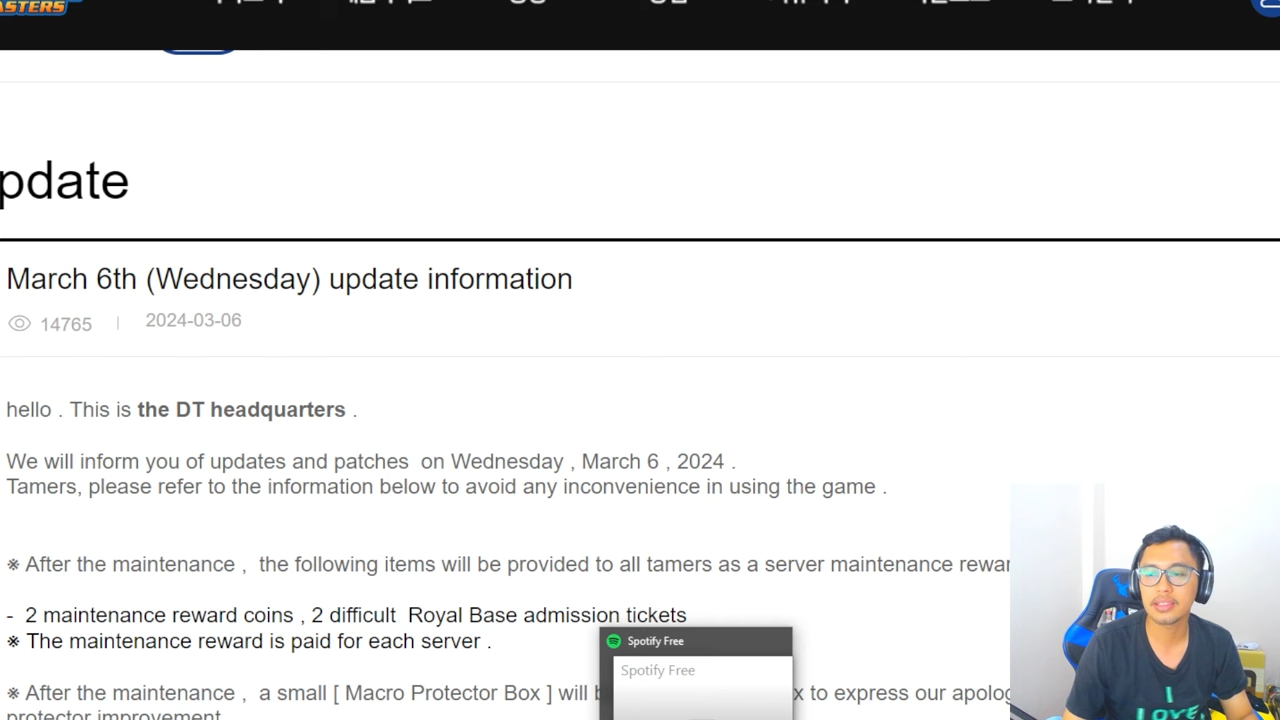 ASTERS
pdate
March 6th (Wednesday) update information
14765 | 2024-03-06
hello . This is the DT headquarters .
We will inform you of updates and patches on Wednesday , March 6 , 2024 .
Tamers, please refer to the information below to avoid any inconvenience in using the game .
※ After the maintenance , the following items will be provided to all tamers as a server maintenance rewar
- 2 maintenance reward coins , 2 difficult Royal Base admission tickets
※ The maintenance reward is paid for each server .
Spotify Free
Spotify Free
※ After the maintenance , a small [ Macro Protector Box ] will b x to express our apolog
protector improvement
I
LOVE